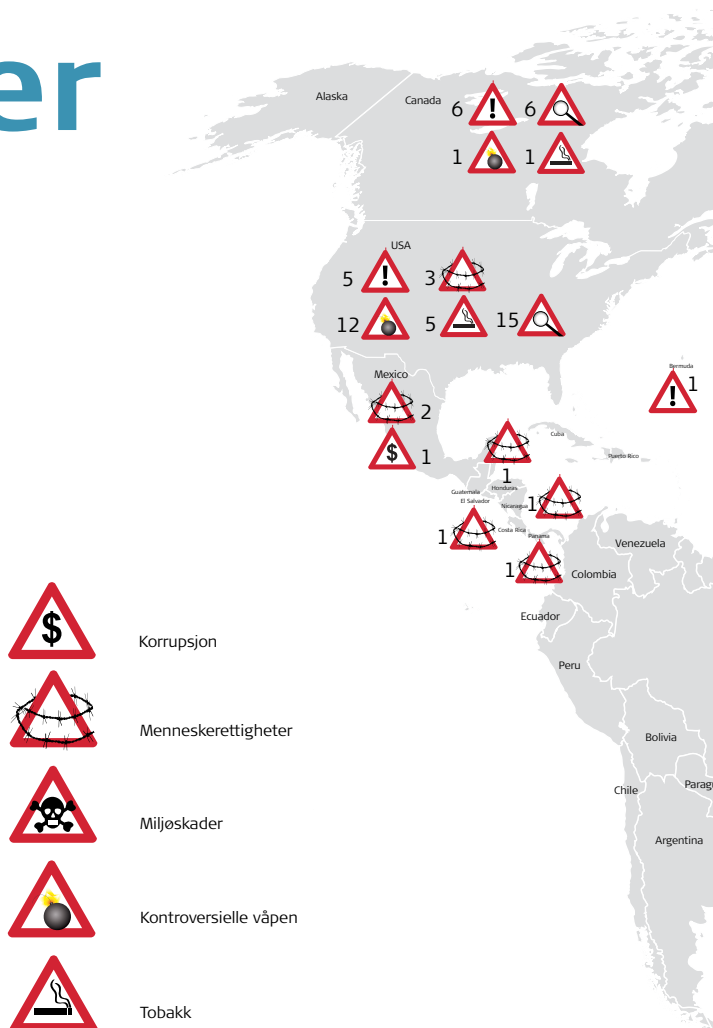 er
Alaska
Canada
6 ! 6
1 1
USA
5 ! 3
12 5 15
Mexico
2
$ 1
Bermuda
! 1
Cuba
Puerto Rico
1
Guatemala
Honduras
El Salvador
Nicaragua
1
Costa Rica
1
Panama
1
Venezuela
Colombia
Ecuador
Peru
Bolivia
Chile
Parag
Argentina
$ Korrupsjon
Menneskerettigheter
Miljøskader
Kontroversielle våpen
Tobakk